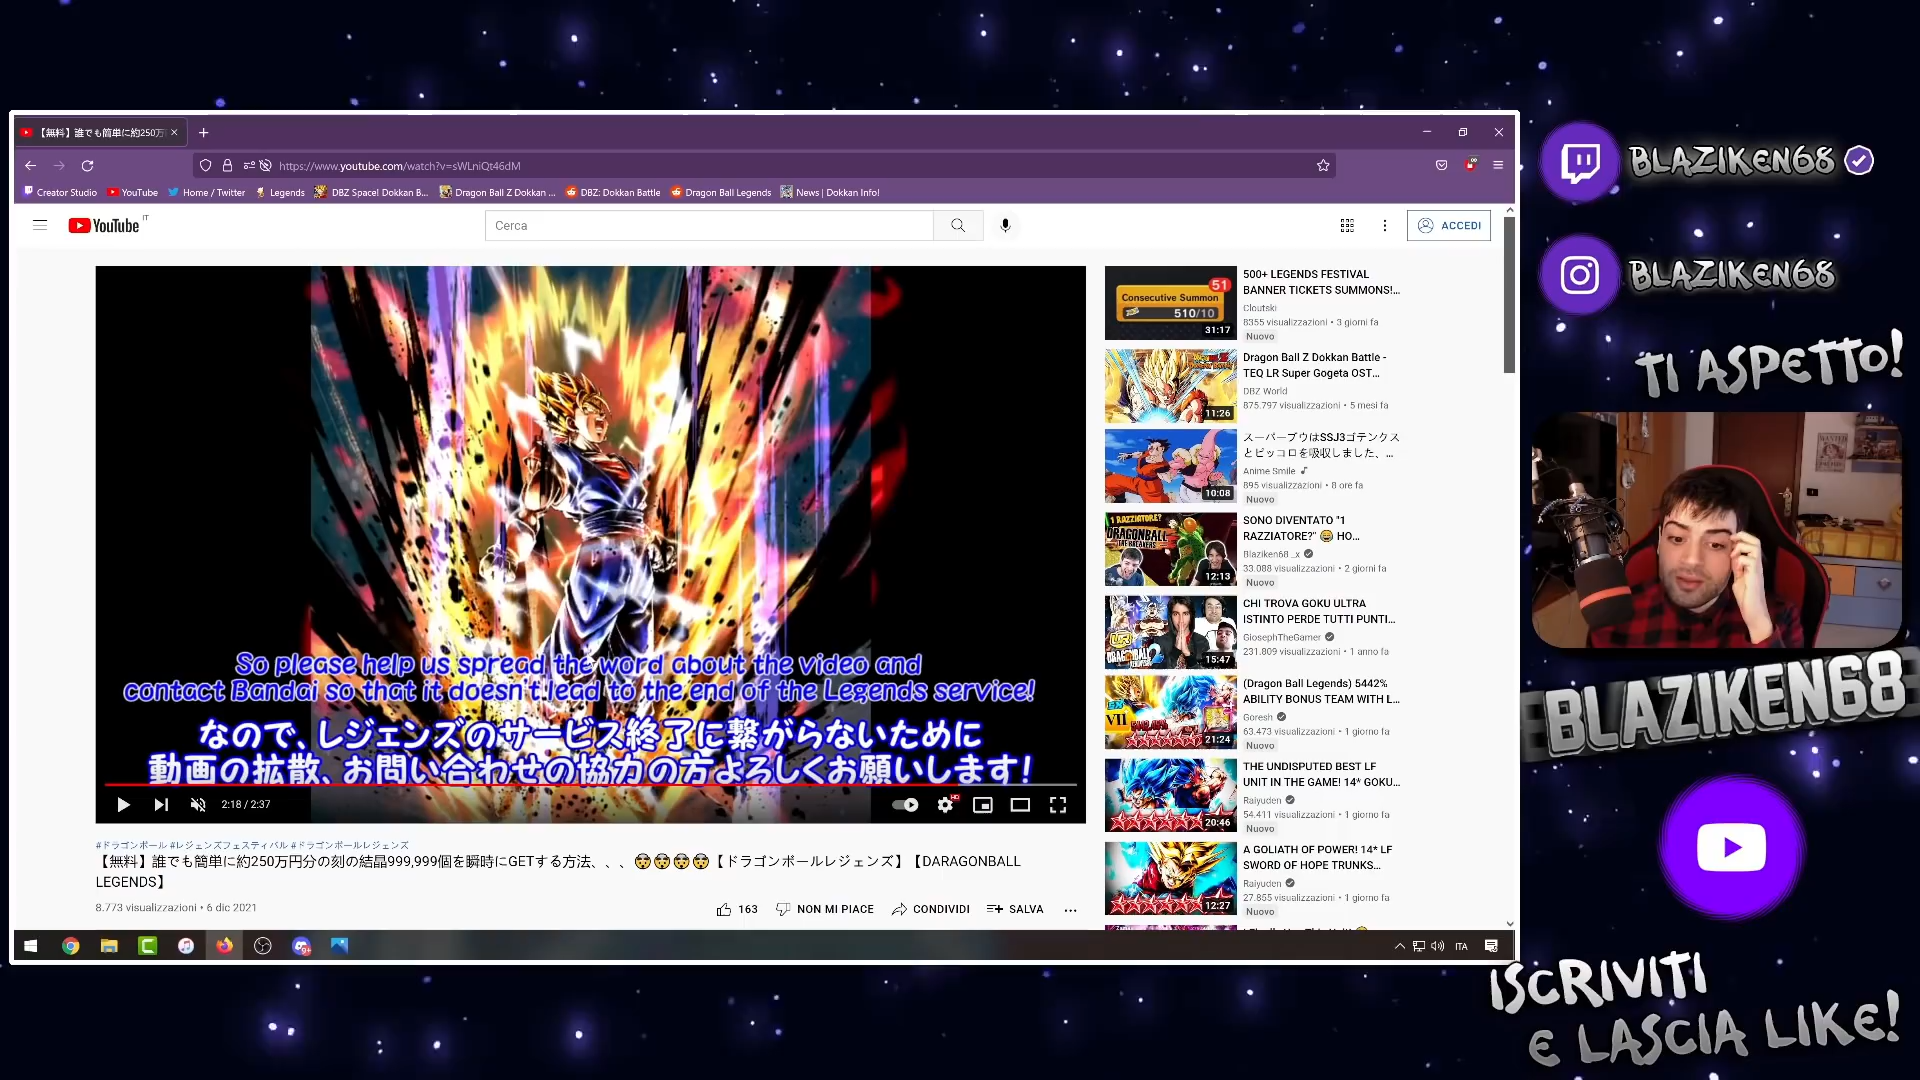 【無料】誰でも簡単に約250万
https://www.youtube.com/watch?v=sWLniQt46dM
Creator Studio
YouTube
Home / Twitter
Legends
DBZ Space! Dokkan B...
Dragon Ball Z Dokkan ...
DBZ: Dokkan Battle
Dragon Ball Legends
News | Dokkan Info!
YouTube IT
Cerca
ACCEDI
So please help us spread the word about the video and
contact Bandai so that it doesn't lead to the end of the Legends service!
なので、レジェンズのサービス終了に繋がらないために
動画の拡散、お問い合わせの協力の方よろしくお願いします!
2:18 / 2:37
#ドラゴンボール #レジェンズフェスティバル #ドラゴンボールレジェンズ
【無料】誰でも簡単に約250万円分の刻の結晶999,999個を瞬時にGETする方法、、、🤯🤯🤯🤯【ドラゴンボールレジェンズ】【DARAGONBALL
LEGENDS】
8.773 visualizzazioni • 6 dic 2021
163
NON MI PIACE
CONDIVIDI
SALVA
51
Consecutive Summon
510/10
31:17
500+ LEGENDS FESTIVAL
BANNER TICKETS SUMMONS!...
Cloutski
8355 visualizzazioni • 3 giorni fa
Nuovo
11:26
Dragon Ball Z Dokkan Battle -
TEQ LR Super Gogeta OST...
DBZ World
875.797 visualizzazioni • 5 mesi fa
10:08
スーパーブウはSSJ3ゴテンクス
とピッコロを吸収しました、...
Anime Smile
895 visualizzazioni • 8 ore fa
Nuovo
1 RAZZIATORE?
DRAGONBALL
THE BREAKERS
12:13
SONO DIVENTATO "1
RAZZIATORE?" 😂 HO...
Blaziken68 _x
33.088 visualizzazioni • 2 giorni fa
Nuovo
15:47
CHI TROVA GOKU ULTRA
ISTINTO PERDE TUTTI PUNTI...
GiosephTheGamer
231.809 visualizzazioni • 1 anno fa
VII
21:24
(Dragon Ball Legends) 5442%
ABILITY BONUS TEAM WITH L...
Goresh
63.473 visualizzazioni • 1 giorno fa
Nuovo
20:46
THE UNDISPUTED BEST LF
UNIT IN THE GAME! 14* GOKU...
Raiyuden
54.411 visualizzazioni • 1 giorno fa
Nuovo
12:27
A GOLIATH OF POWER! 14* LF
SWORD OF HOPE TRUNKS...
Raiyuden
27.855 visualizzazioni • 1 giorno fa
Nuovo
ITA
BLAZIKEN68
BLAZIKEN68
TI ASPETTO!
WANTED
BLAZIKEN68
ISCRIVITI
E LASCIA LIKE!